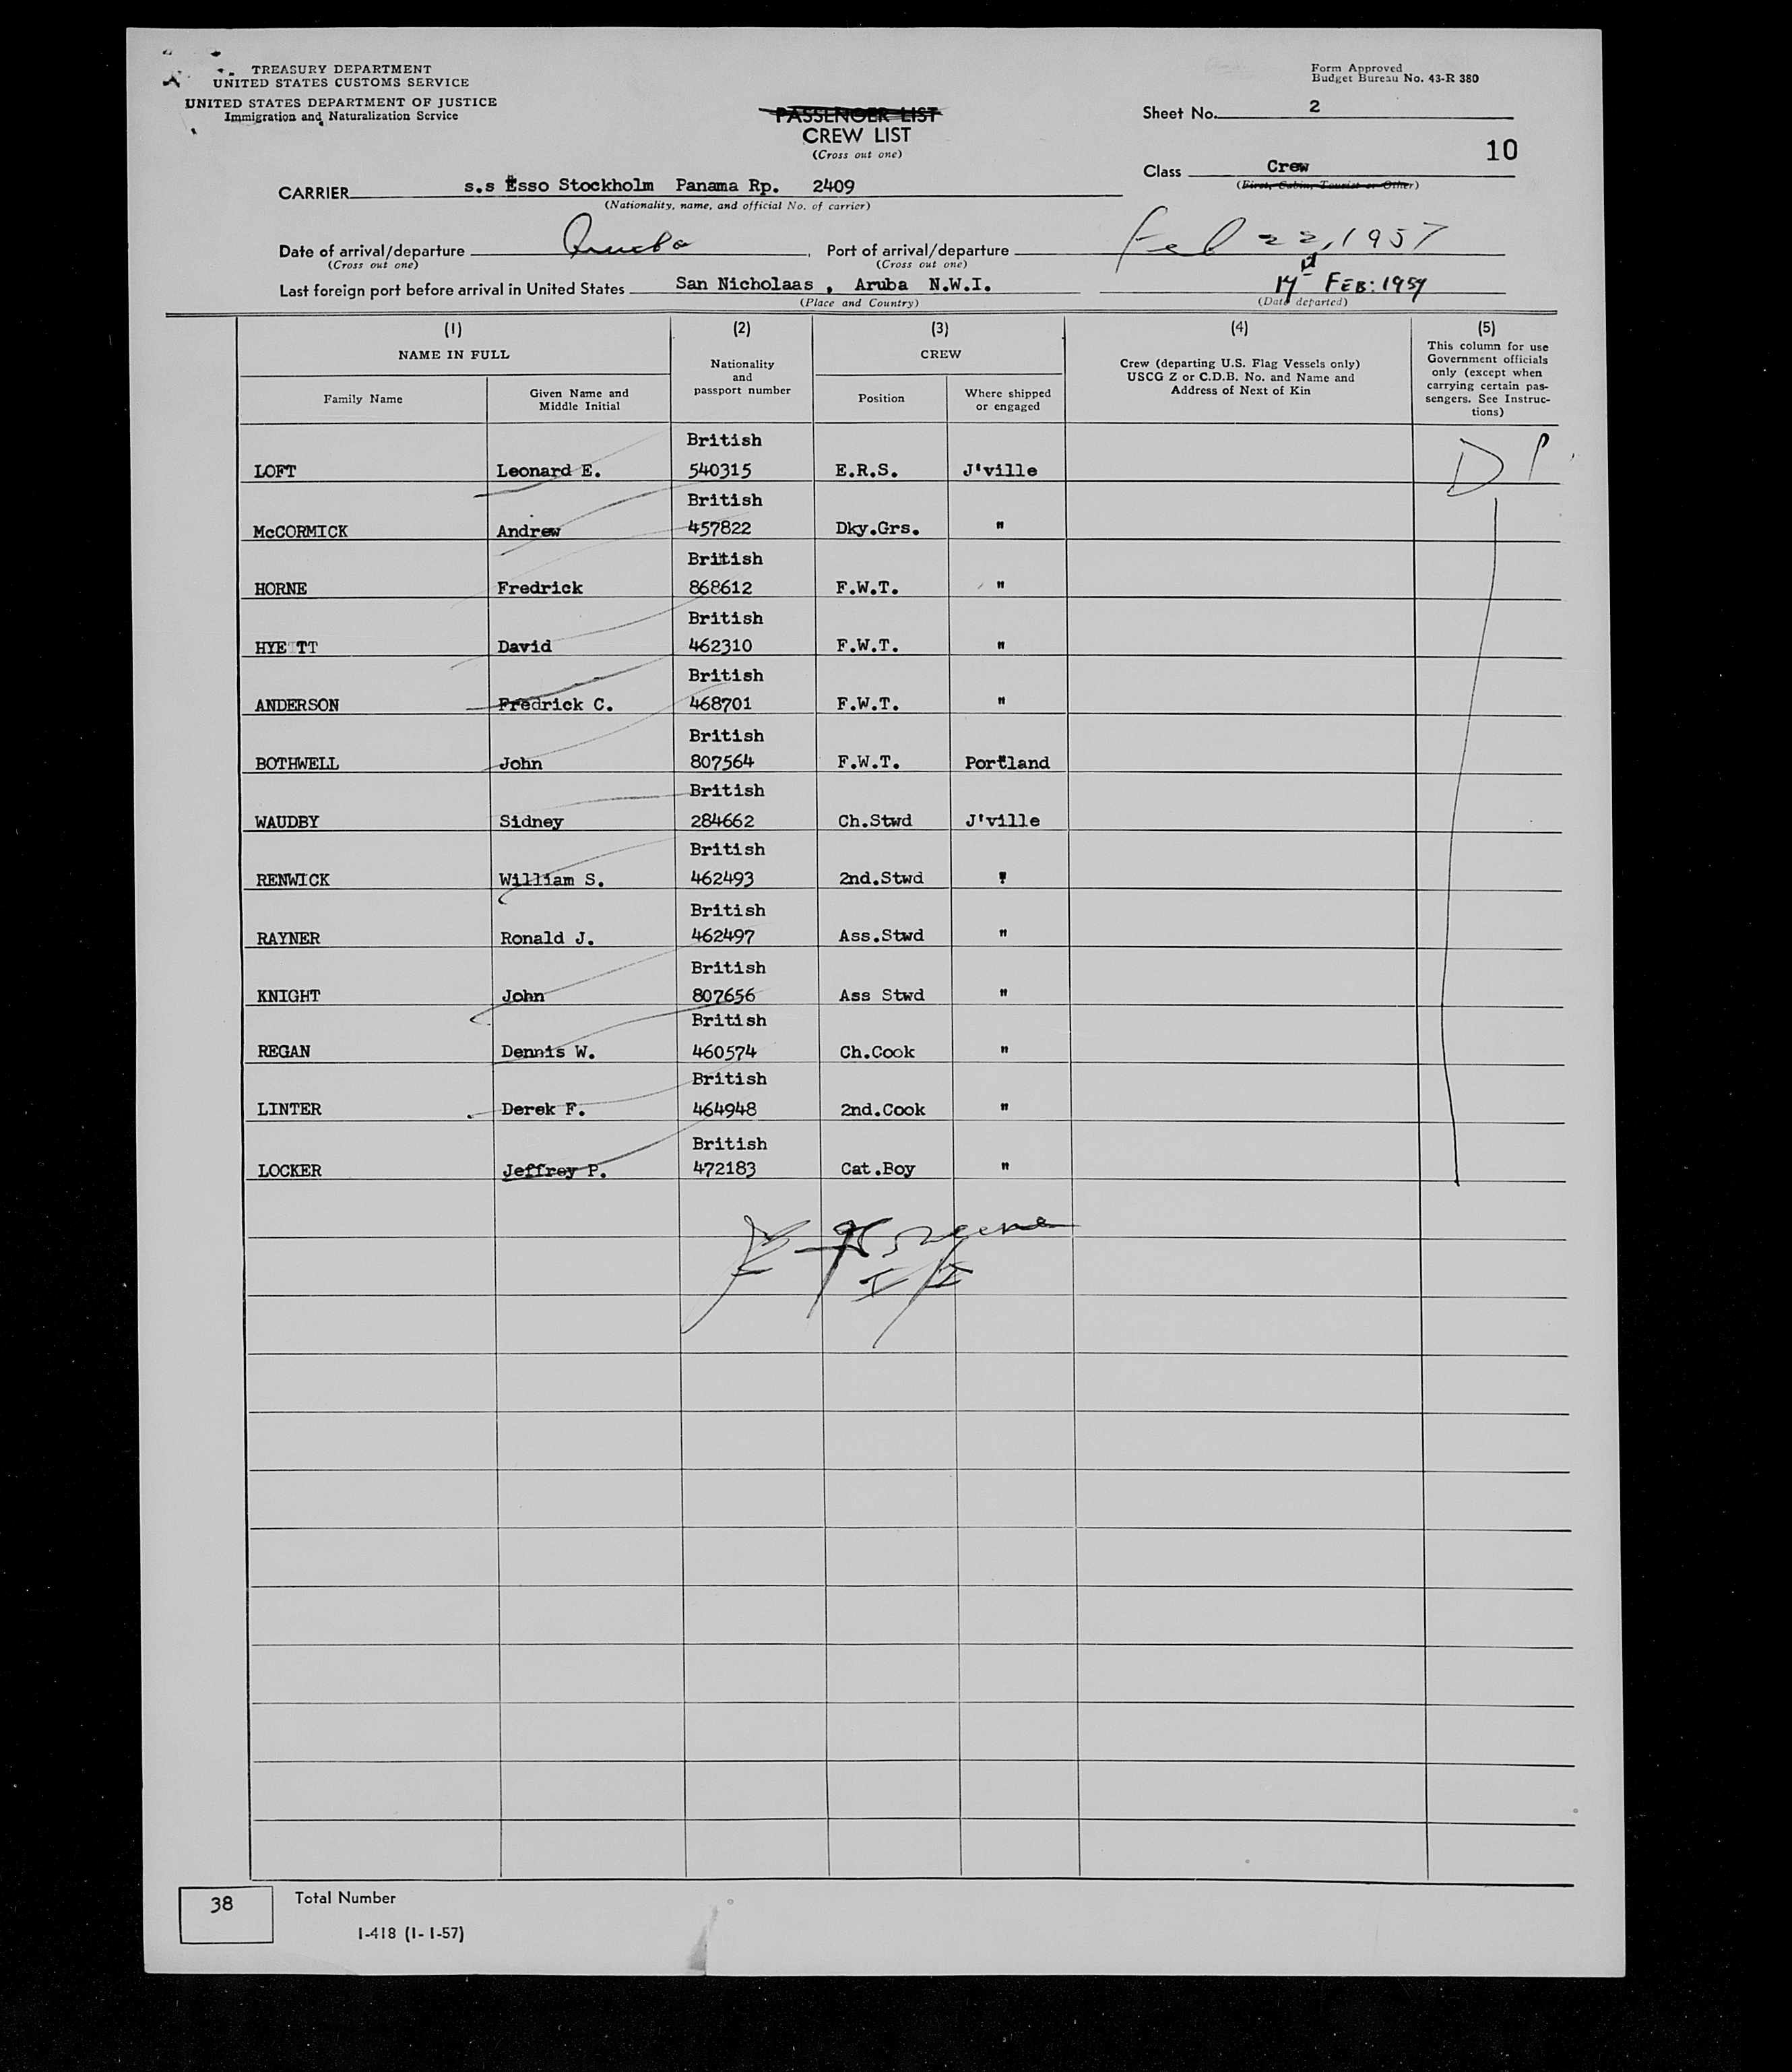 TREASURY DEPARTMENT
UNITED STATES CUSTOMS SERVICE
UNITED STATES DEPARTMENT OF JUSTICE
Immigration and Naturalization Service
Form Approved
Budget Bureau No. 43-R 380
PASSENGER LIST
CREW LIST
(Cross out one)
Sheet No. 2
10
Class Crew
(First, Cabin, Tourist or Other)
CARRIER s.s Esso Stockholm Panama Rp. 2409
(Nationality, name, and official No. of carrier)
Date of arrival/departure Port of arrival/departure Feb 22, 1957
(Cross out one) (Cross out one)
Last foreign port before arrival in United States San Nicholaas , Aruba N.W.I. FEB: 1957
(Place and Country) (Date departed)
(1) (2) (3) (4) (5)
NAME IN FULL Nationality and passport number CREW Crew (departing U.S. Flag Vessels only) USCG Z or C.D.B. No. and Name and Address of Next of Kin This column for use Government officials only (except when carrying certain passengers. See Instructions)
Family Name Given Name and Middle Initial Position Where shipped or engaged
British
LOFT Leonard E. 540315 E.R.S. J'ville D P.
British
McCORMICK Andrew 457822 Dky.Grs. "
British
HORNE Fredrick 868612 F.W.T. "
British
HYETT David 462310 F.W.T. "
British
ANDERSON Fredrick C. 468701 F.W.T. "
British
BOTHWELL John 807564 F.W.T. Portland
British
WAUDBY Sidney 284662 Ch.Stwd J'ville
British
RENWICK William S. 462493 2nd.Stwd "
British
RAYNER Ronald J. 462497 Ass.Stwd "
British
KNIGHT John 807656 Ass Stwd "
British
REGAN Dennis W. 460574 Ch.Cook "
British
LINTER Derek F. 464948 2nd.Cook "
British
LOCKER Jeffrey P. 472183 Cat.Boy "
38 Total Number
I-418 (1-1-57)